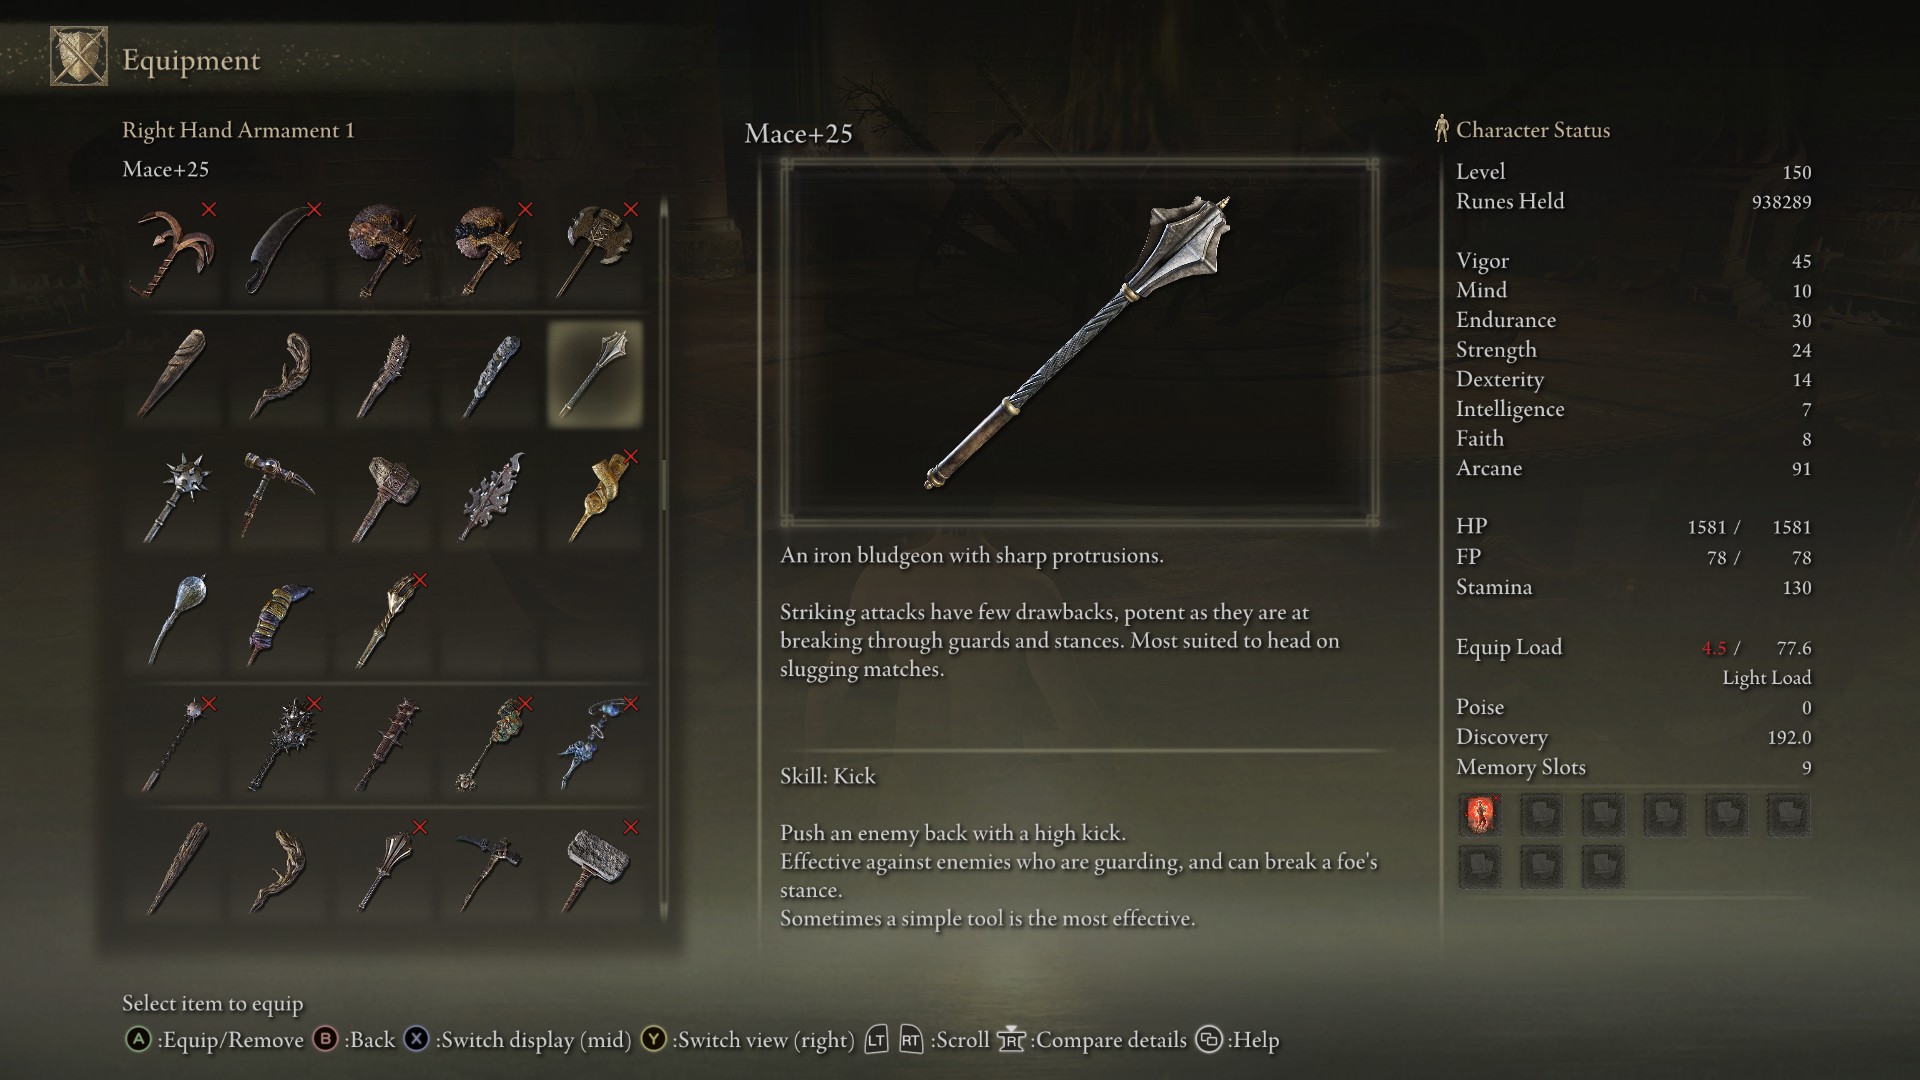 Equipment
Right Hand Armament 1
Mace+25
Mace+25
An iron bludgeon with sharp protrusions.
Striking attacks have few drawbacks, potent as they are at
breaking through guards and stances. Most suited to head on
slugging matches.
Skill: Kick
Push an enemy back with a high kick.
Effective against enemies who are guarding, and can break a foe's
stance.
Sometimes a simple tool is the most effective.
Character Status
Level 150
Runes Held 938289
Vigor 45
Mind 10
Endurance 30
Strength 24
Dexterity 14
Intelligence 7
Faith 8
Arcane 91
HP 1581 / 1581
FP 78 / 78
Stamina 130
Equip Load 4.5 / 77.6
Light Load
Poise 0
Discovery 192.0
Memory Slots 9
Select item to equip
A :Equip/Remove B :Back X :Switch display (mid) Y :Switch view (right) LT RT :Scroll R :Compare details :Help